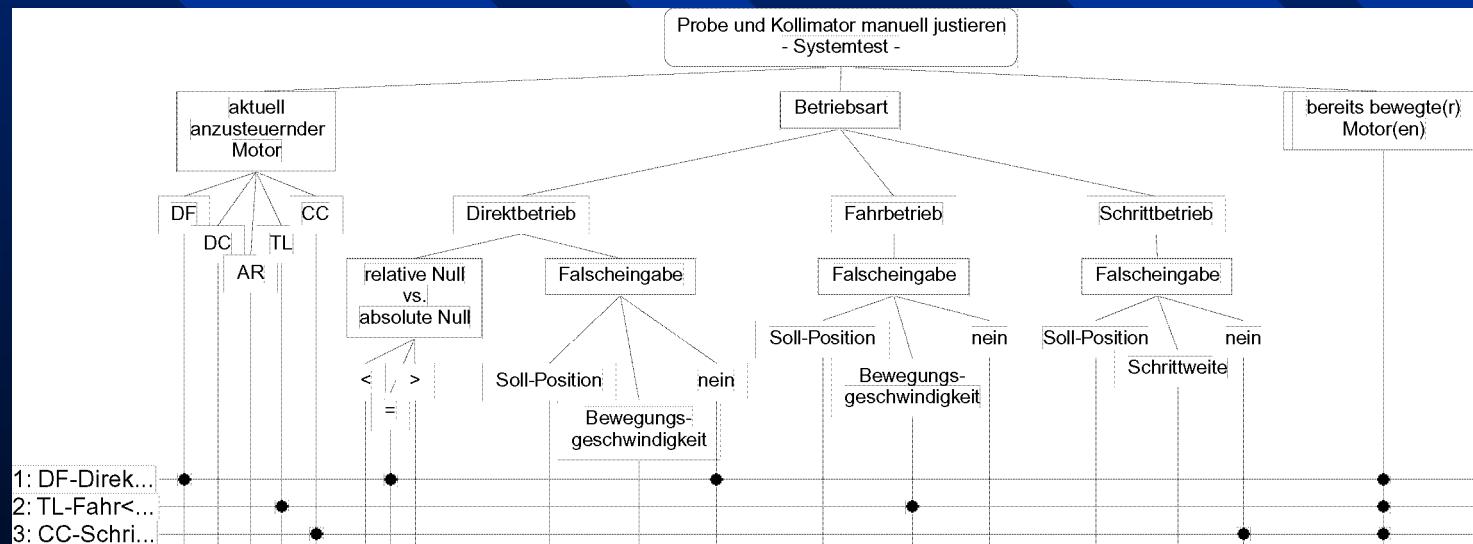 Probe und Kollimator manuell justieren
- Systemtest -
aktuell
anzusteuernder
Motor
Betriebsart
bereits bewegte(r)
Motor(en)
DF
DC
AR
TL
CC
Direktbetrieb
Fahrbetrieb
Schrittbetrieb
relative Null
vs.
absolute Null
Falscheingabe
Falscheingabe
Falscheingabe
<
=
>
Soll-Position
Bewegungs-
geschwindigkeit
nein
Soll-Position
Bewegungs-
geschwindigkeit
nein
Soll-Position
Schrittweite
nein
1: DF-Direk...
2: TL-Fahr<...
3: CC-Schri...